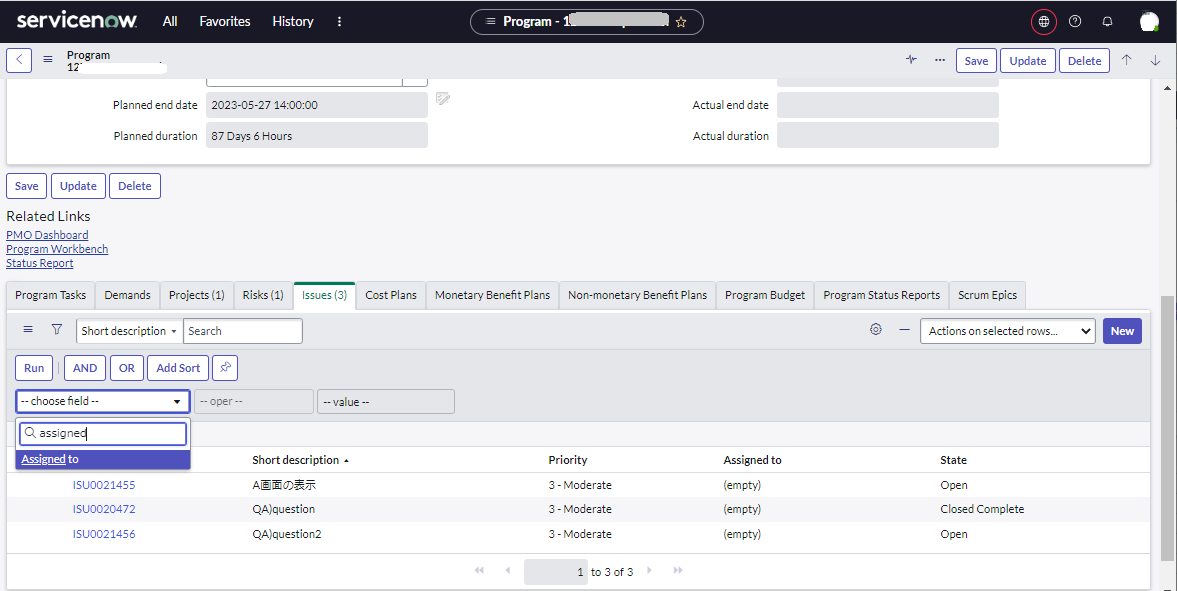 servicenow. All Favorites History Program - 1
Program
12
Save Update Delete
Planned end date 2023-05-27 14:00:00 Actual end date
Planned duration 87 Days 6 Hours Actual duration
Save Update Delete
Related Links
PMO Dashboard
Program Workbench
Status Report
Program Tasks Demands Projects (1) Risks (1) Issues (3) Cost Plans Monetary Benefit Plans Non-monetary Benefit Plans Program Budget Program Status Reports Scrum Epics
Short description Search Actions on selected rows... New
Run AND OR Add Sort
-- choose field -- -- oper -- -- value --
assigned
Assigned to
Short description Priority Assigned to State
ISU0021455 A画面の表示 3 - Moderate (empty) Open
ISU0020472 QA)question 3 - Moderate (empty) Closed Complete
ISU0021456 QA)question2 3 - Moderate (empty) Open
1 to 3 of 3